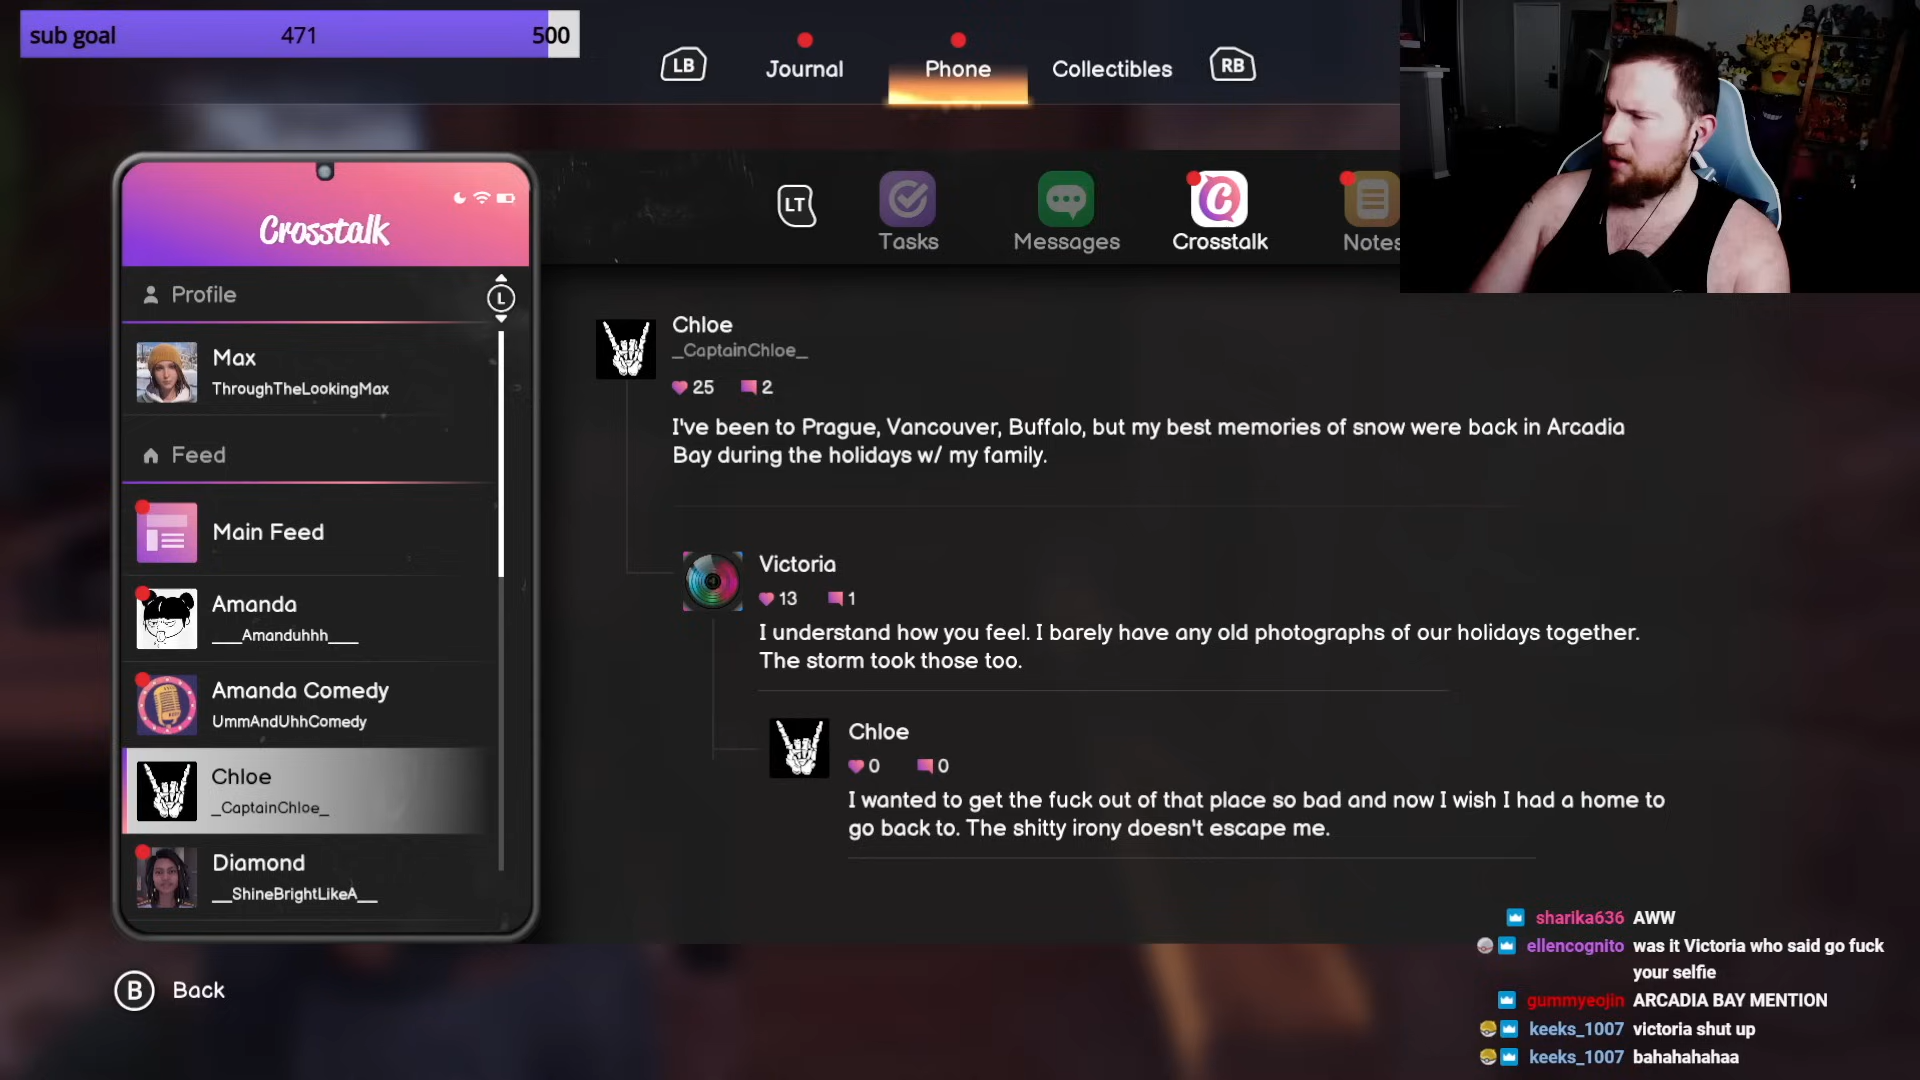 sub goal 471 500
LB Journal Phone Collectibles RB
Crosstalk
Profile
L
Max
ThroughTheLookingMax
Feed
Main Feed
Amanda
___Amanduhhh___
Amanda Comedy
UmmAndUhhComedy
Chloe
_CaptainChloe_
Diamond
__ShineBrightLikeA__
B Back
LT Tasks Messages Crosstalk Notes
Chloe
_CaptainChloe_
25 2
I've been to Prague, Vancouver, Buffalo, but my best memories of snow were back in Arcadia
Bay during the holidays w/ my family.
Victoria
13 1
I understand how you feel. I barely have any old photographs of our holidays together.
The storm took those too.
Chloe
0 0
I wanted to get the fuck out of that place so bad and now I wish I had a home to
go back to. The shitty irony doesn't escape me.
sharika636 AWW
ellencognito was it Victoria who said go fuck
your selfie
gummyeojin ARCADIA BAY MENTION
keeks_1007 victoria shut up
keeks_1007 bahahahahaa